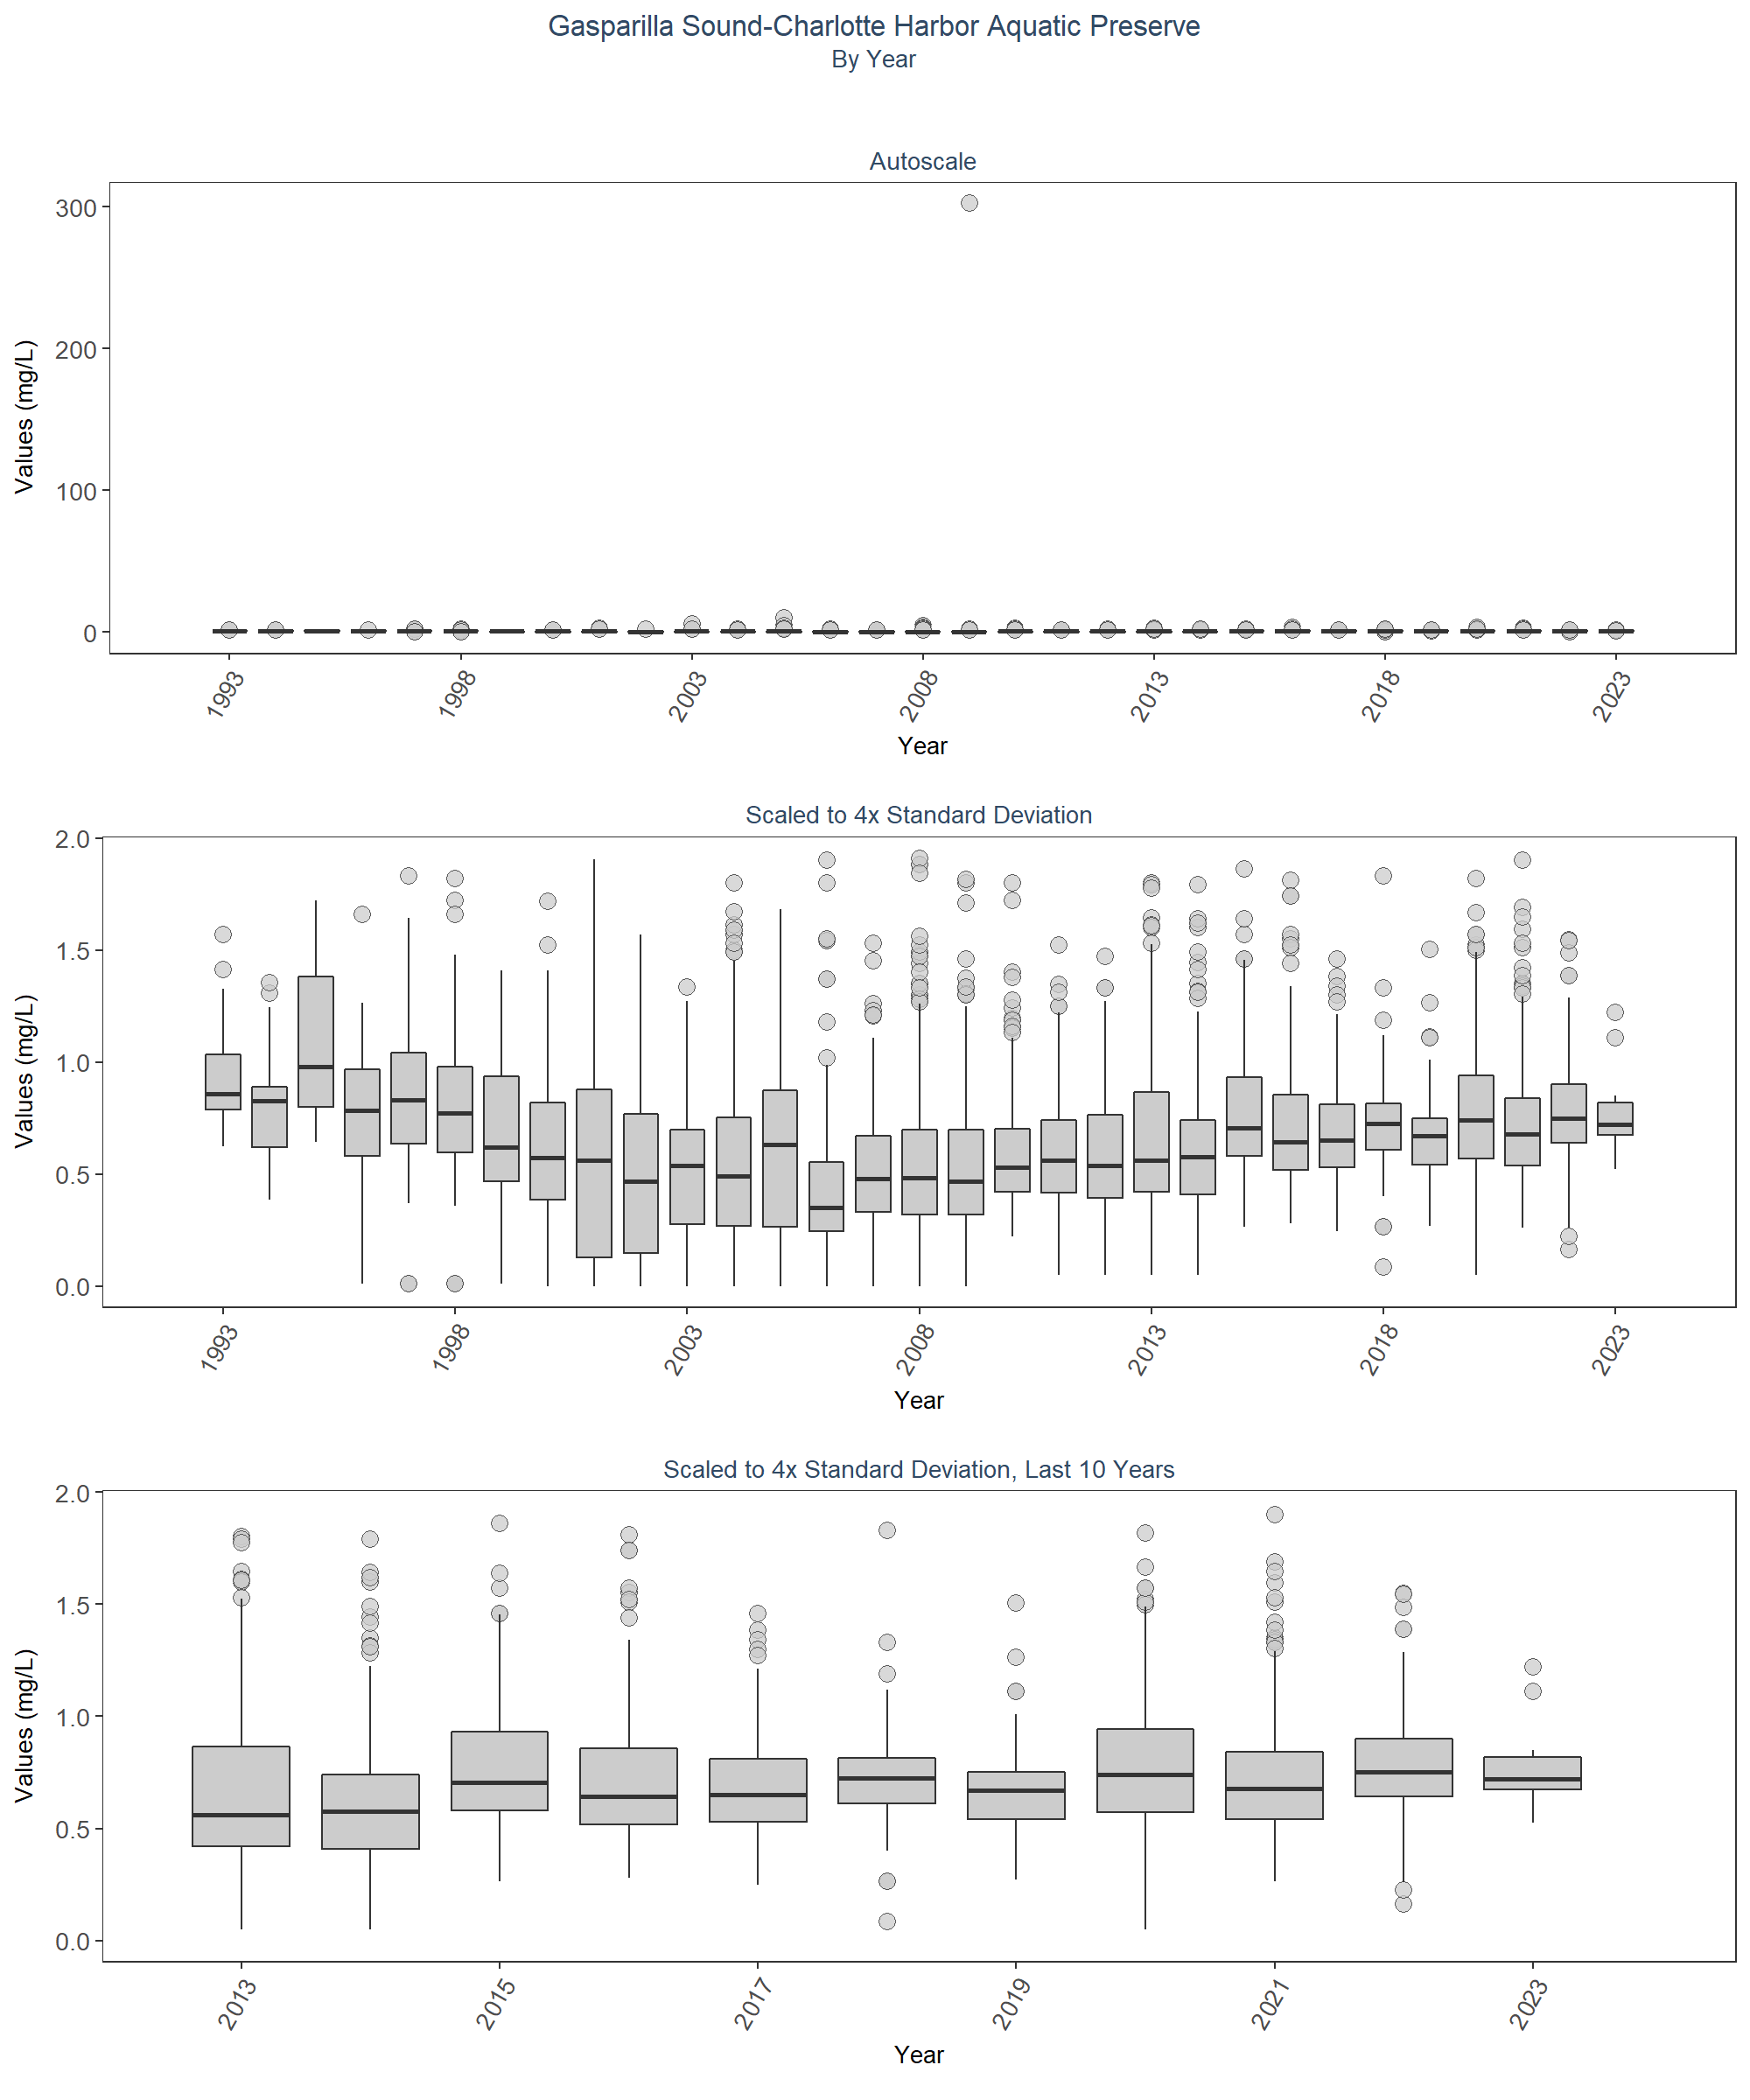 Gasparilla Sound-Charlotte Harbor Aquatic Preserve
By Year
Autoscale
Values (mg/L)
300
200
100
0
1993 1998 2003 2008 2013 2018 2023
Year
Scaled to 4x Standard Deviation
Values (mg/L)
2.0
1.5
1.0
0.5
0.0
1993 1998 2003 2008 2013 2018 2023
Year
Scaled to 4x Standard Deviation, Last 10 Years
Values (mg/L)
2.0
1.5
1.0
0.5
0.0
2013 2015 2017 2019 2021 2023
Year